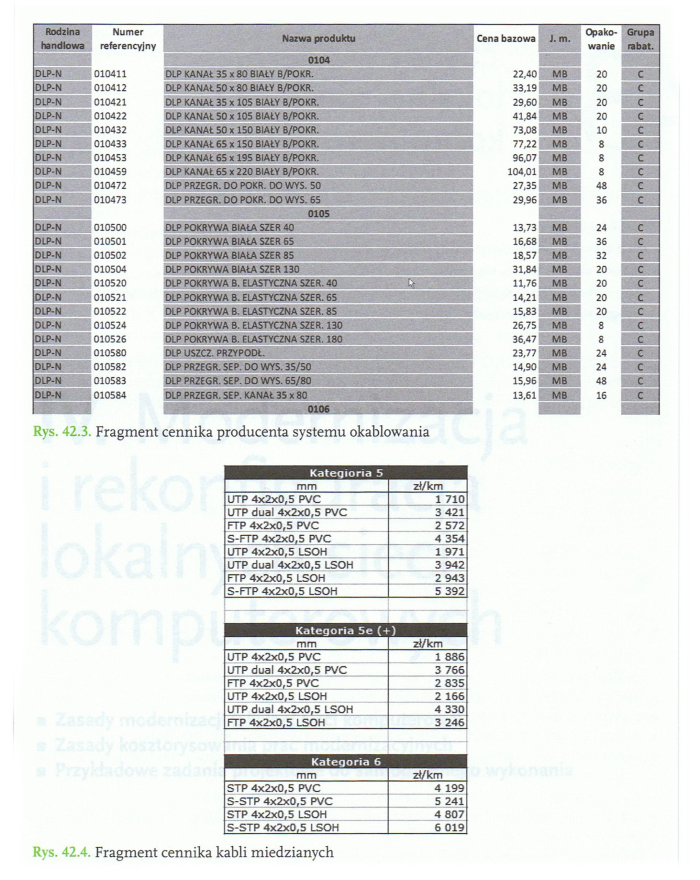 Rodzina handlowa Numer referencyjny Nazwa produktu Cena bazowa J. m. Opako-wanie Grupa rabat.
0104
DLP-N 010411 DLP KANAŁ 35 x 80 BIAŁY B/POKR. 22,40 MB 20 C
DLP-N 010412 DLP KANAŁ 50 x 80 BIAŁY B/POKR. 33,19 MB 20 C
DLP-N 010421 DLP KANAŁ 35 x 105 BIAŁY B/POKR. 29,60 MB 20 C
DLP-N 010422 DLP KANAŁ 50 x 105 BIAŁY B/POKR. 41,84 MB 20 C
DLP-N 010432 DLP KANAŁ 50 x 150 BIAŁY B/POKR. 73,08 MB 10 C
DLP-N 010433 DLP KANAŁ 65 x 150 BIAŁY B/POKR. 77,22 MB 8 C
DLP-N 010453 DLP KANAŁ 65 x 195 BIAŁY B/POKR. 96,07 MB 8 C
DLP-N 010459 DLP KANAŁ 65 x 220 BIAŁY B/POKR. 104,01 MB 8 C
DLP-N 010472 DLP PRZEGR. DO POKR. DO WYS. 50 27,35 MB 48 C
DLP-N 010473 DLP PRZEGR. DO POKR. DO WYS. 65 29,96 MB 36 C
0105
DLP-N 010500 DLP POKRYWA BIAŁA SZER 40 13,73 MB 24 C
DLP-N 010501 DLP POKRYWA BIAŁA SZER 65 16,68 MB 36 C
DLP-N 010502 DLP POKRYWA BIAŁA SZER 85 18,57 MB 32 C
DLP-N 010504 DLP POKRYWA BIAŁA SZER 130 31,84 MB 20 C
DLP-N 010520 DLP POKRYWA B. ELASTYCZNA SZER. 40 11,76 MB 20 C
DLP-N 010521 DLP POKRYWA B. ELASTYCZNA SZER. 65 14,21 MB 20 C
DLP-N 010522 DLP POKRYWA B. ELASTYCZNA SZER. 85 15,83 MB 20 C
DLP-N 010524 DLP POKRYWA B. ELASTYCZNA SZER. 130 26,75 MB 8 C
DLP-N 010526 DLP POKRYWA B. ELASTYCZNA SZER. 180 36,47 MB 8 C
DLP-N 010580 DLP USZCZ. PRZYPODŁ. 23,77 MB 24 C
DLP-N 010582 DLP PRZEGR. SEP. DO WYS. 35/50 14,90 MB 24 C
DLP-N 010583 DLP PRZEGR. SEP. DO WYS. 65/80 15,96 MB 48 C
DLP-N 010584 DLP PRZEGR. SEP. KANAŁ 35 x 80 13,61 MB 16 C
0106
Rys. 42.3. Fragment cennika producenta systemu okablowania
Kategioria 5
mm zł/km
UTP 4x2x0,5 PVC 1 710
UTP dual 4x2x0,5 PVC 3 421
FTP 4x2x0,5 PVC 2 572
S-FTP 4x2x0,5 PVC 4 354
UTP 4x2x0,5 LSOH 1 971
UTP dual 4x2x0,5 LSOH 3 942
FTP 4x2x0,5 LSOH 2 943
S-FTP 4x2x0,5 LSOH 5 392
Kategoria 5e (+)
mm zł/km
UTP 4x2x0,5 PVC 1 886
UTP dual 4x2x0,5 PVC 3 766
FTP 4x2x0,5 PVC 2 835
UTP 4x2x0,5 LSOH 2 166
UTP dual 4x2x0,5 LSOH 4 330
FTP 4x2x0,5 LSOH 3 246
Kategoria 6
mm zł/km
STP 4x2x0,5 PVC 4 199
S-STP 4x2x0,5 PVC 5 241
STP 4x2x0,5 LSOH 4 807
S-STP 4x2x0,5 LSOH 6 019
Rys. 42.4. Fragment cennika kabli miedzianych